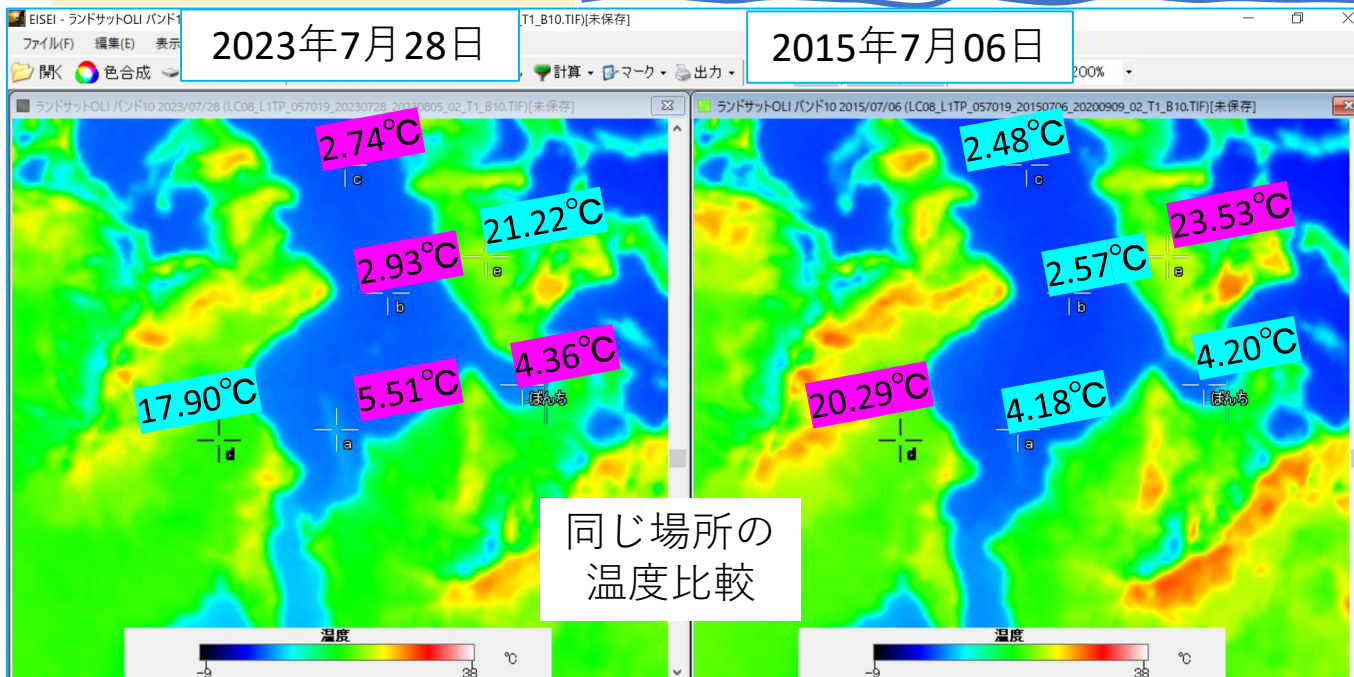 EISEI - ランドサットOLI バンド1
_T1_B10.TIF)[未保存]
2023年7月28日
2015年7月06日
ファイル(F) 編集(E) 表示
開く 色合成 計算 マーク 出力 200%
ランドサットOLI バンド10 2023/07/28 (LC08_L1TP_057019_20230728_20230805_02_T1_B10.TIF)[未保存]
ランドサットOLI バンド10 2015/07/06 (LC08_L1TP_057019_20150706_20200909_02_T1_B10.TIF)[未保存]
2.74℃
c
21.22℃
e
2.93℃
b
4.36℃
ぽんち
17.90℃
d
5.51℃
a
2.48℃
c
23.53℃
e
2.57℃
b
4.20℃
ぽんち
20.29℃
d
4.18℃
a
同じ場所の
温度比較
温度
-9 38 ℃
温度
-9 38 ℃